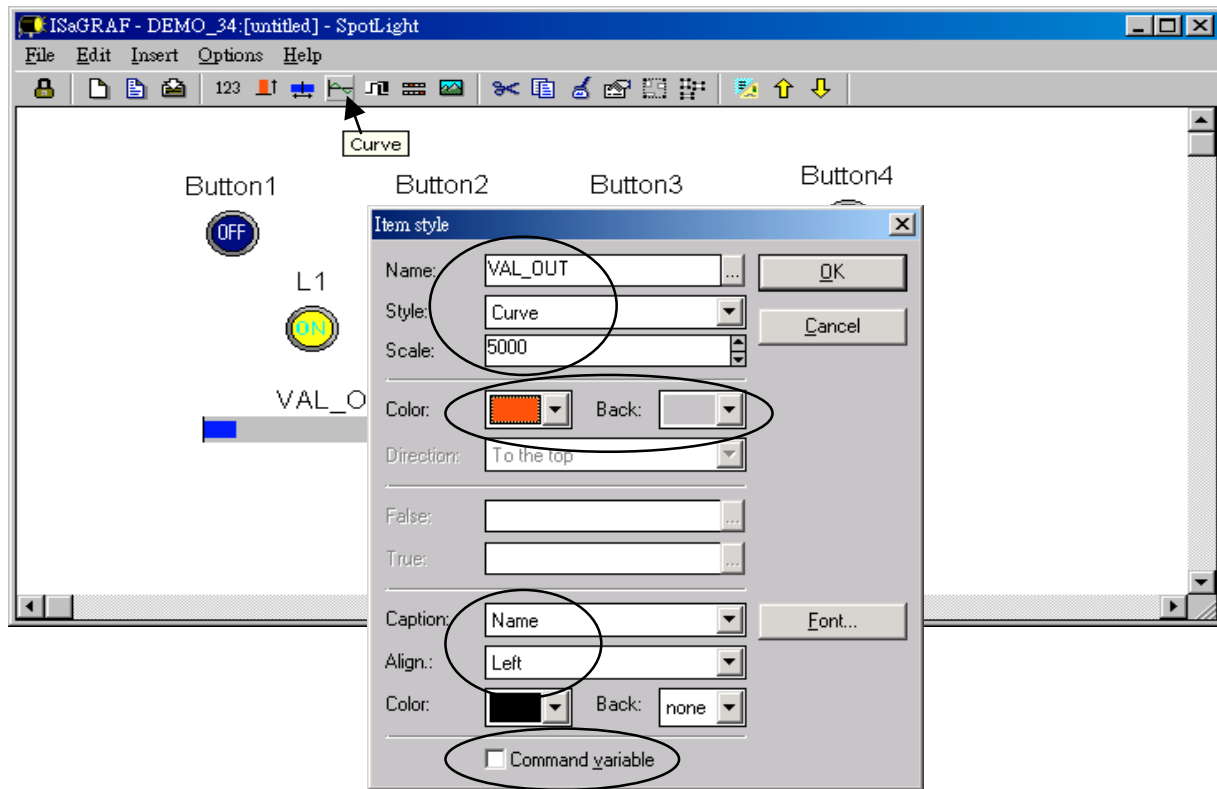 ISaGRAF - DEMO_34:[untitled] - SpotLight
File Edit Insert Options Help
123
Curve
Button1 Button2 Button3 Button4
OFF
L1
ON
VAL_O
Item style
Name: VAL_OUT ... OK
Style: Curve Cancel
Scale: 5000
Color: Back:
Direction: To the top
False: ...
True: ...
Caption: Name Font...
Align.: Left
Color: Back: none
Command variable